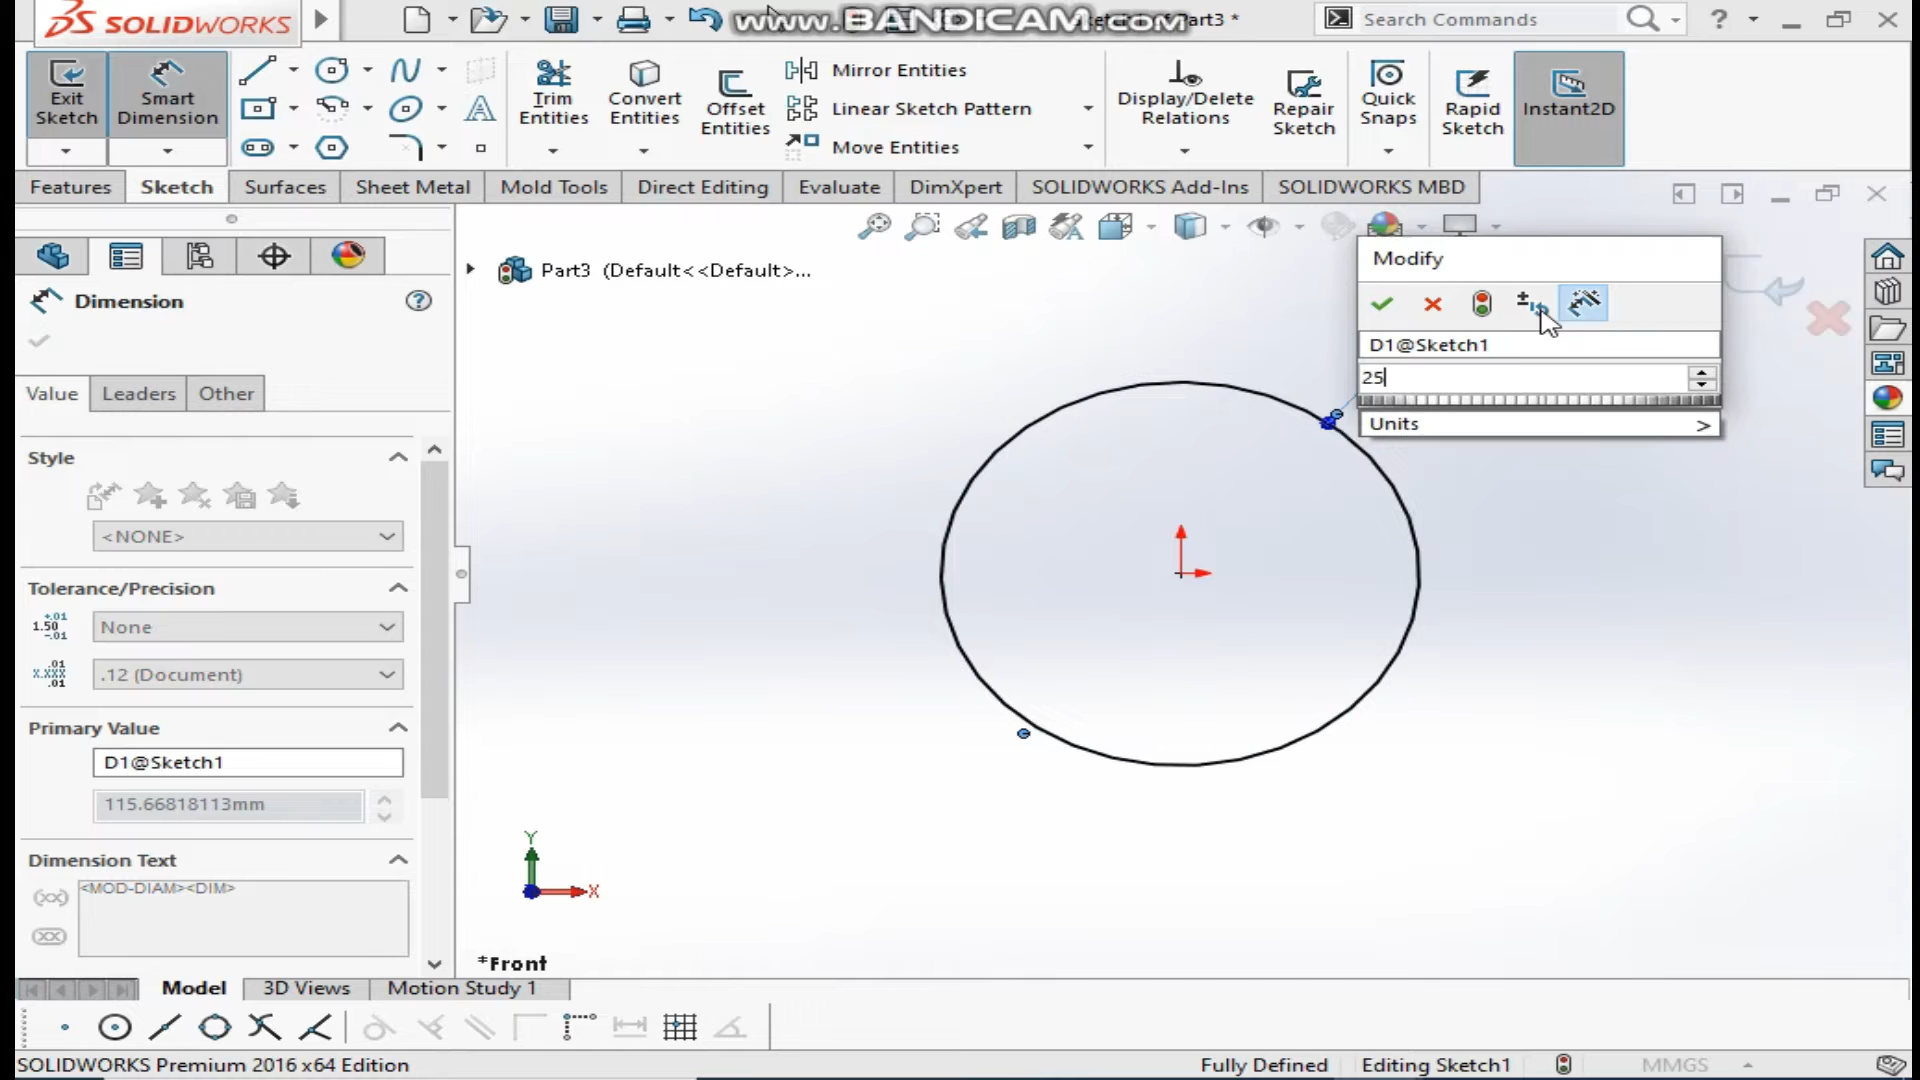 SOLIDWORKS
www.BANDICAM.com
Part3 *
Search Commands
?
Exit Sketch
Smart Dimension
Trim Entities
Convert Entities
Offset Entities
Mirror Entities
Linear Sketch Pattern
Move Entities
Display/Delete Relations
Repair Sketch
Quick Snaps
Rapid Sketch
Instant2D
Features
Sketch
Surfaces
Sheet Metal
Mold Tools
Direct Editing
Evaluate
DimXpert
SOLIDWORKS Add-Ins
SOLIDWORKS MBD
Part3 (Default<<Default>...
Modify
D1@Sketch1
25
Units >
Dimension
?
Value
Leaders
Other
Style
<NONE>
Tolerance/Precision
None
.12 (Document)
Primary Value
D1@Sketch1
115.66818113mm
Dimension Text
<MOD-DIAM><DIM>
Y
X
*Front
Model
3D Views
Motion Study 1
SOLIDWORKS Premium 2016 x64 Edition
Fully Defined
Editing Sketch1
MMGS